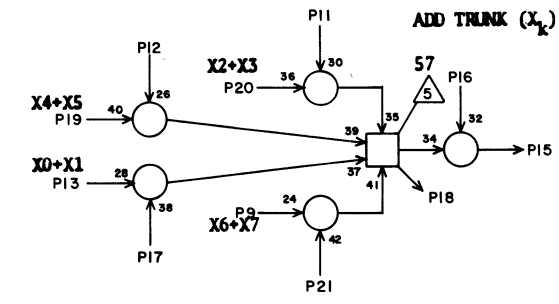 ADD TRUNK (Xk)
P11
P12
X2+X3
30
57
5
P16
36
P20
26
X4+X5
40
P19
35
32
39
34
P15
X0+X1
28
P13
37
41
P18
38
24
P9
X6+X7
42
P17
P21